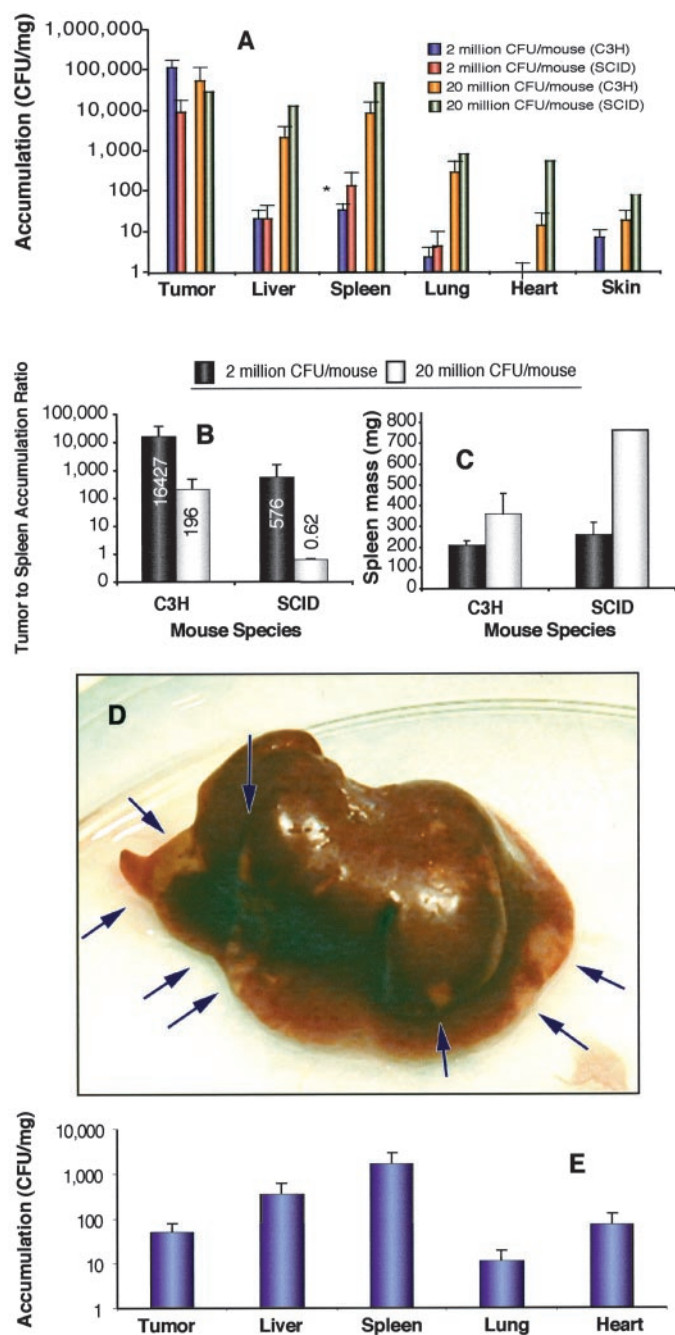 A
Accumulation (CFU/mg)
1,000,000
100,000
10,000
1,000
100
10
1
2 million CFU/mouse (C3H)
2 million CFU/mouse (SCID)
20 million CFU/mouse (C3H)
20 million CFU/mouse (SCID)
*
Tumor Liver Spleen Lung Heart Skin
2 million CFU/mouse 20 million CFU/mouse
B
Tumor to Spleen Accumulation Ratio
100,000
10,000
1,000
100
10
1
0
16427
196
576
0.62
C3H SCID
Mouse Species
C
Spleen mass (mg)
800
700
600
500
400
300
200
100
0
C3H SCID
Mouse Species
D
E
Accumulation (CFU/mg)
10,000
1,000
100
10
1
Tumor Liver Spleen Lung Heart